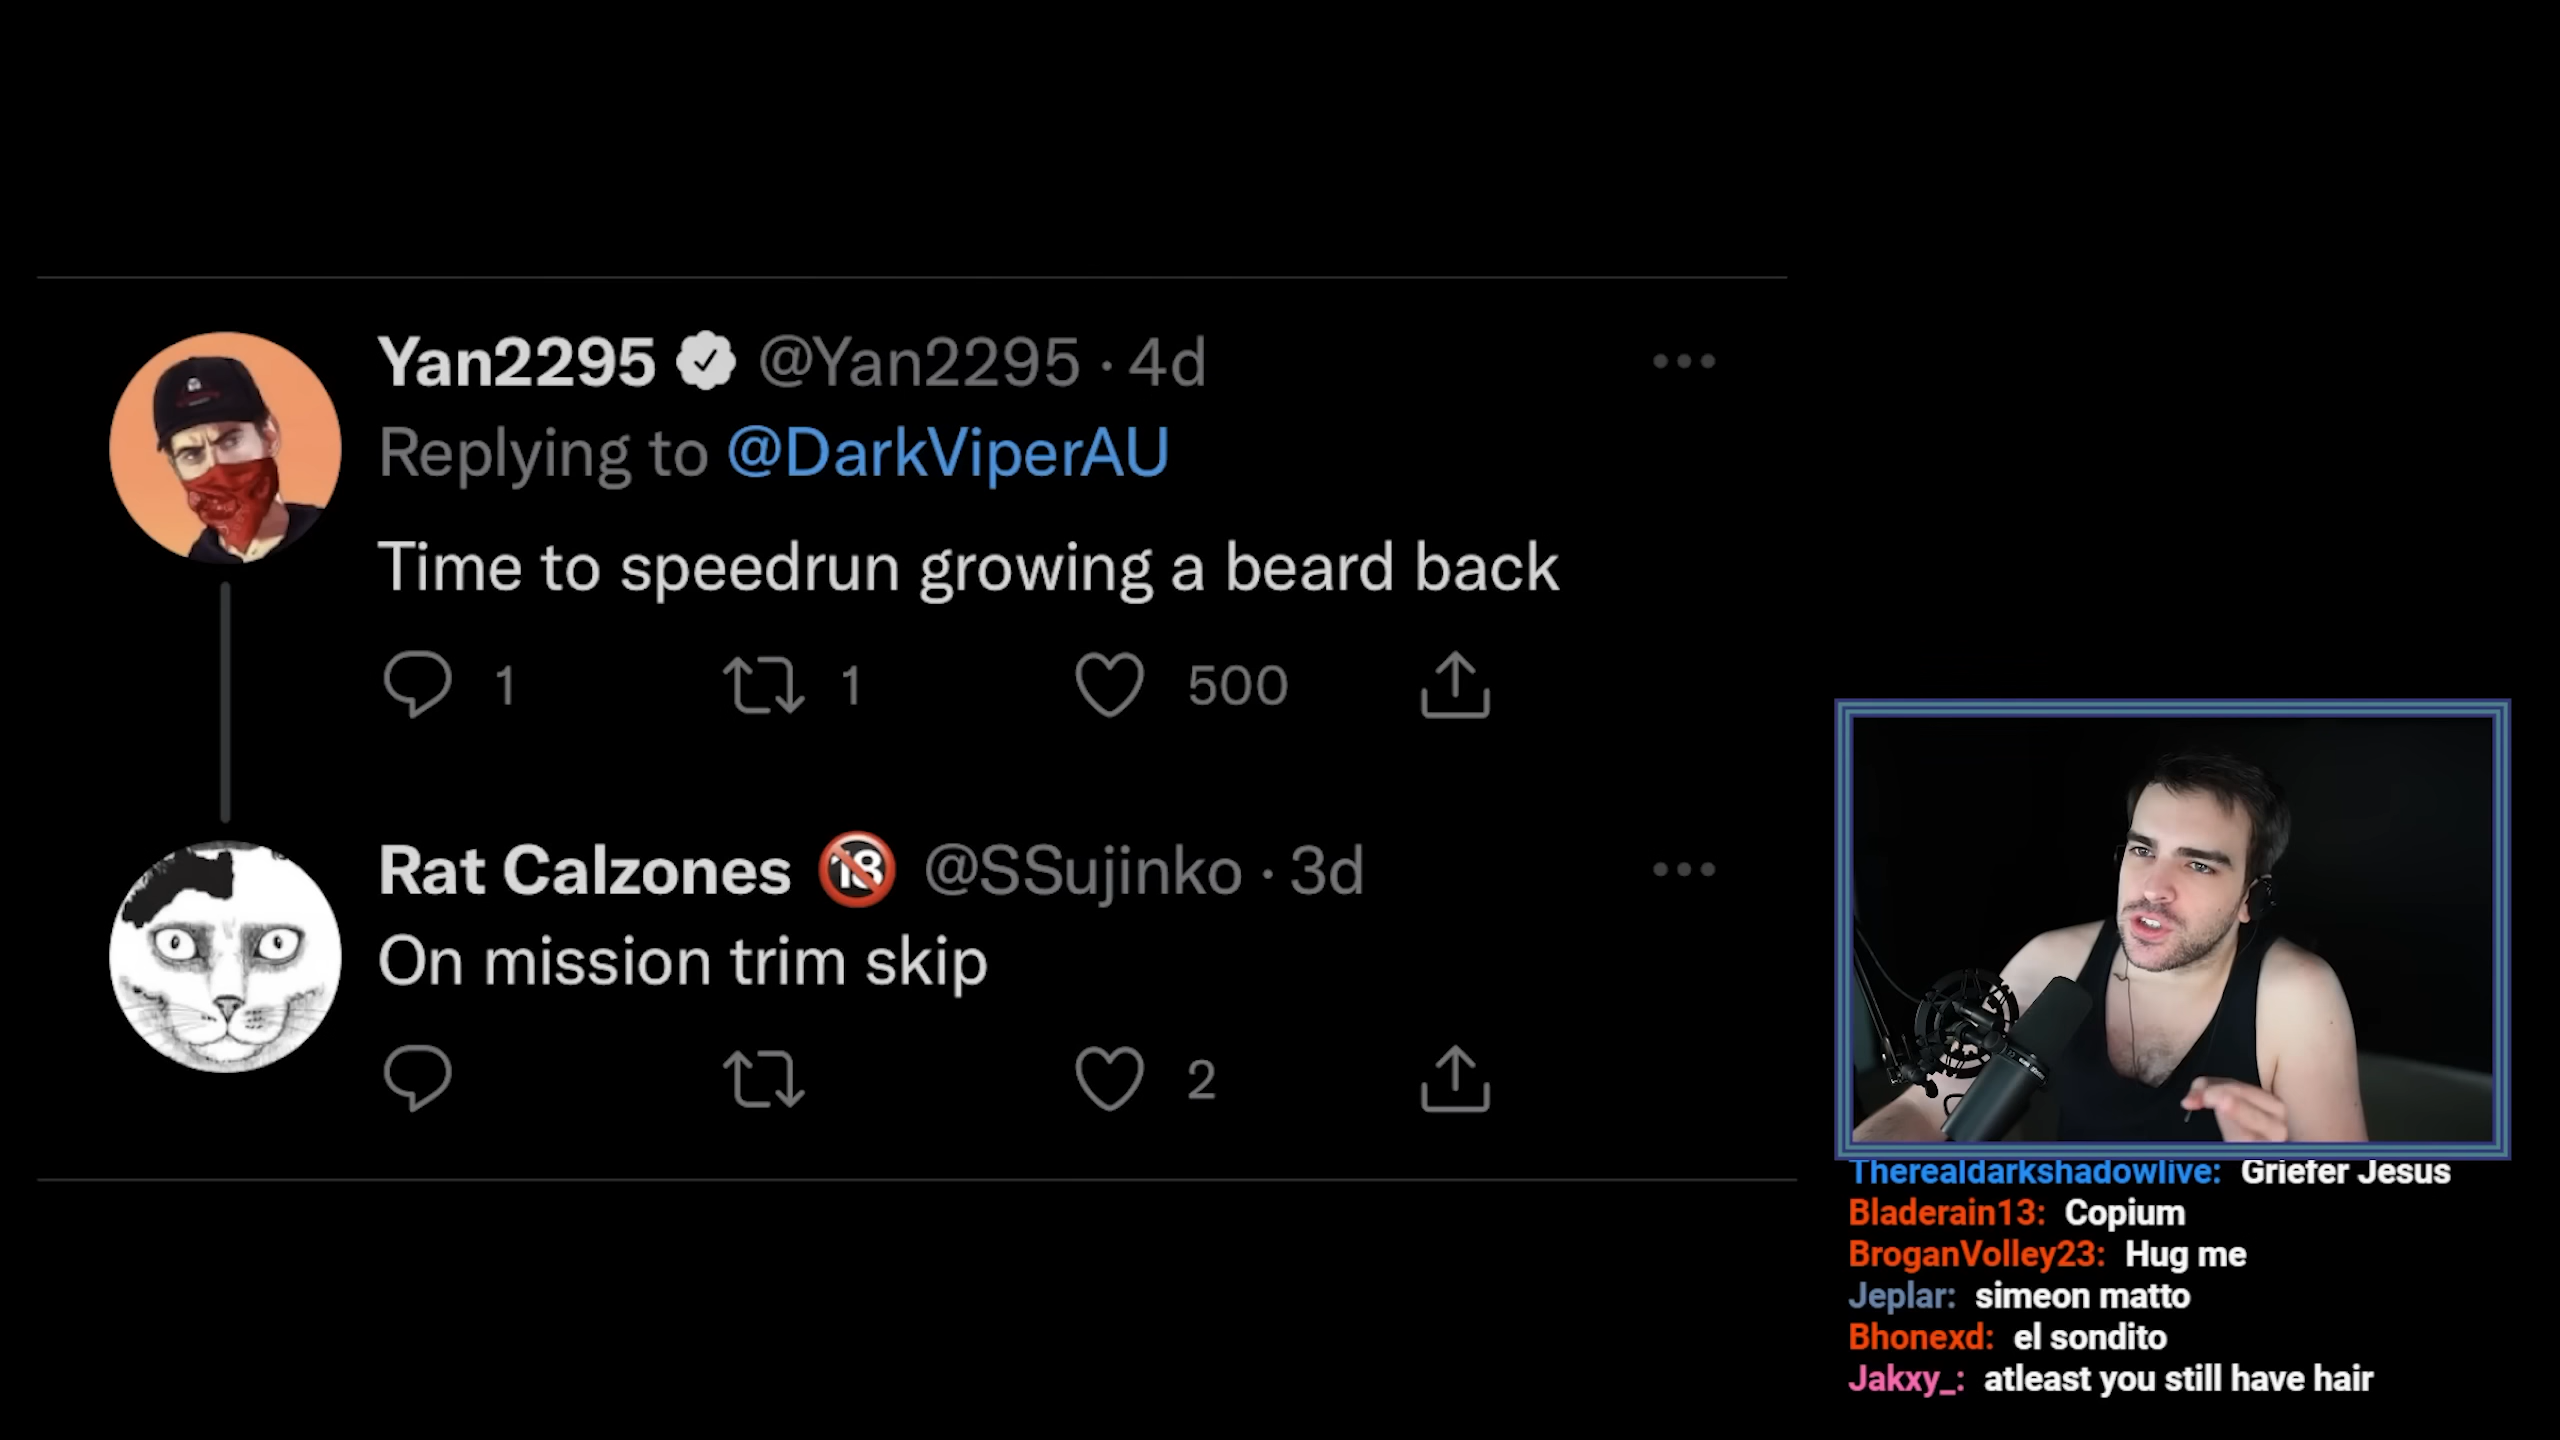 Yan2295 @Yan2295 · 4d
Replying to @DarkViperAU
Time to speedrun growing a beard back
1 1 500
Rat Calzones 🔞 @SSujinko · 3d
On mission trim skip
2
Therealdarkshadowlive: Griefer Jesus
Bladerain13: Copium
BroganVolley23: Hug me
Jeplar: simeon matto
Bhonexd: el sondito
Jakxy_: atleast you still have hair